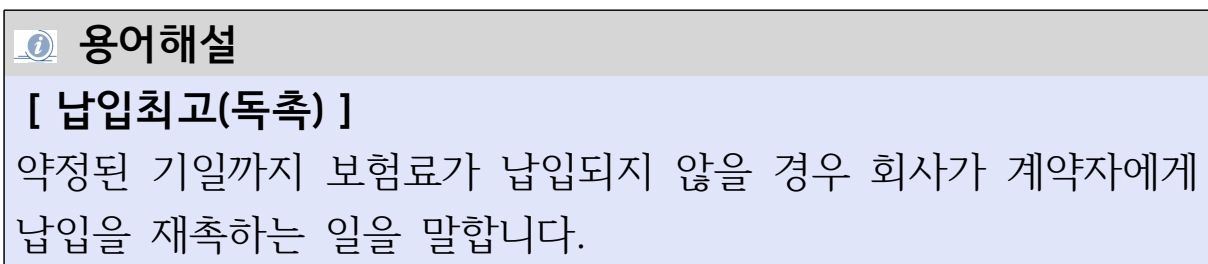 용어해설
[ 납입최고(독촉) ]
약정된 기일까지 보험료가 납입되지 않을 경우 회사가 계약자에게
납입을 재촉하는 일을 말합니다.